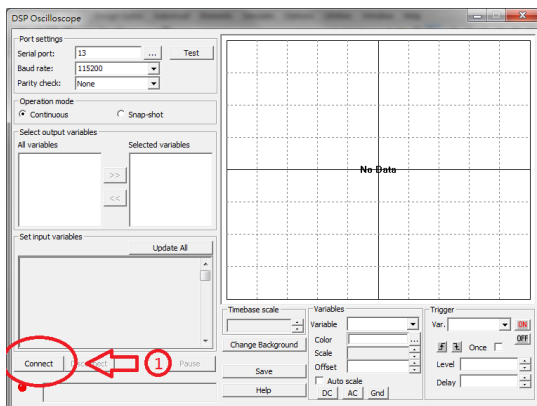 DSP Oscilloscope
Port settings
Serial port: 13 ... Test
Baud rate: 115200
Parity check: None
Operation mode
Continuous Snap-shot
Select output variables
All variables Selected variables
>>
<<
Set input variables
Update All
Connect Pause
1
No Data
Timebase scale
Change Background
Save
Help
Variables
Variable
Color ...
Scale
Offset
Auto scale
DC AC Gnd
Trigger
Var. ON
OFF
Once
Level
Delay